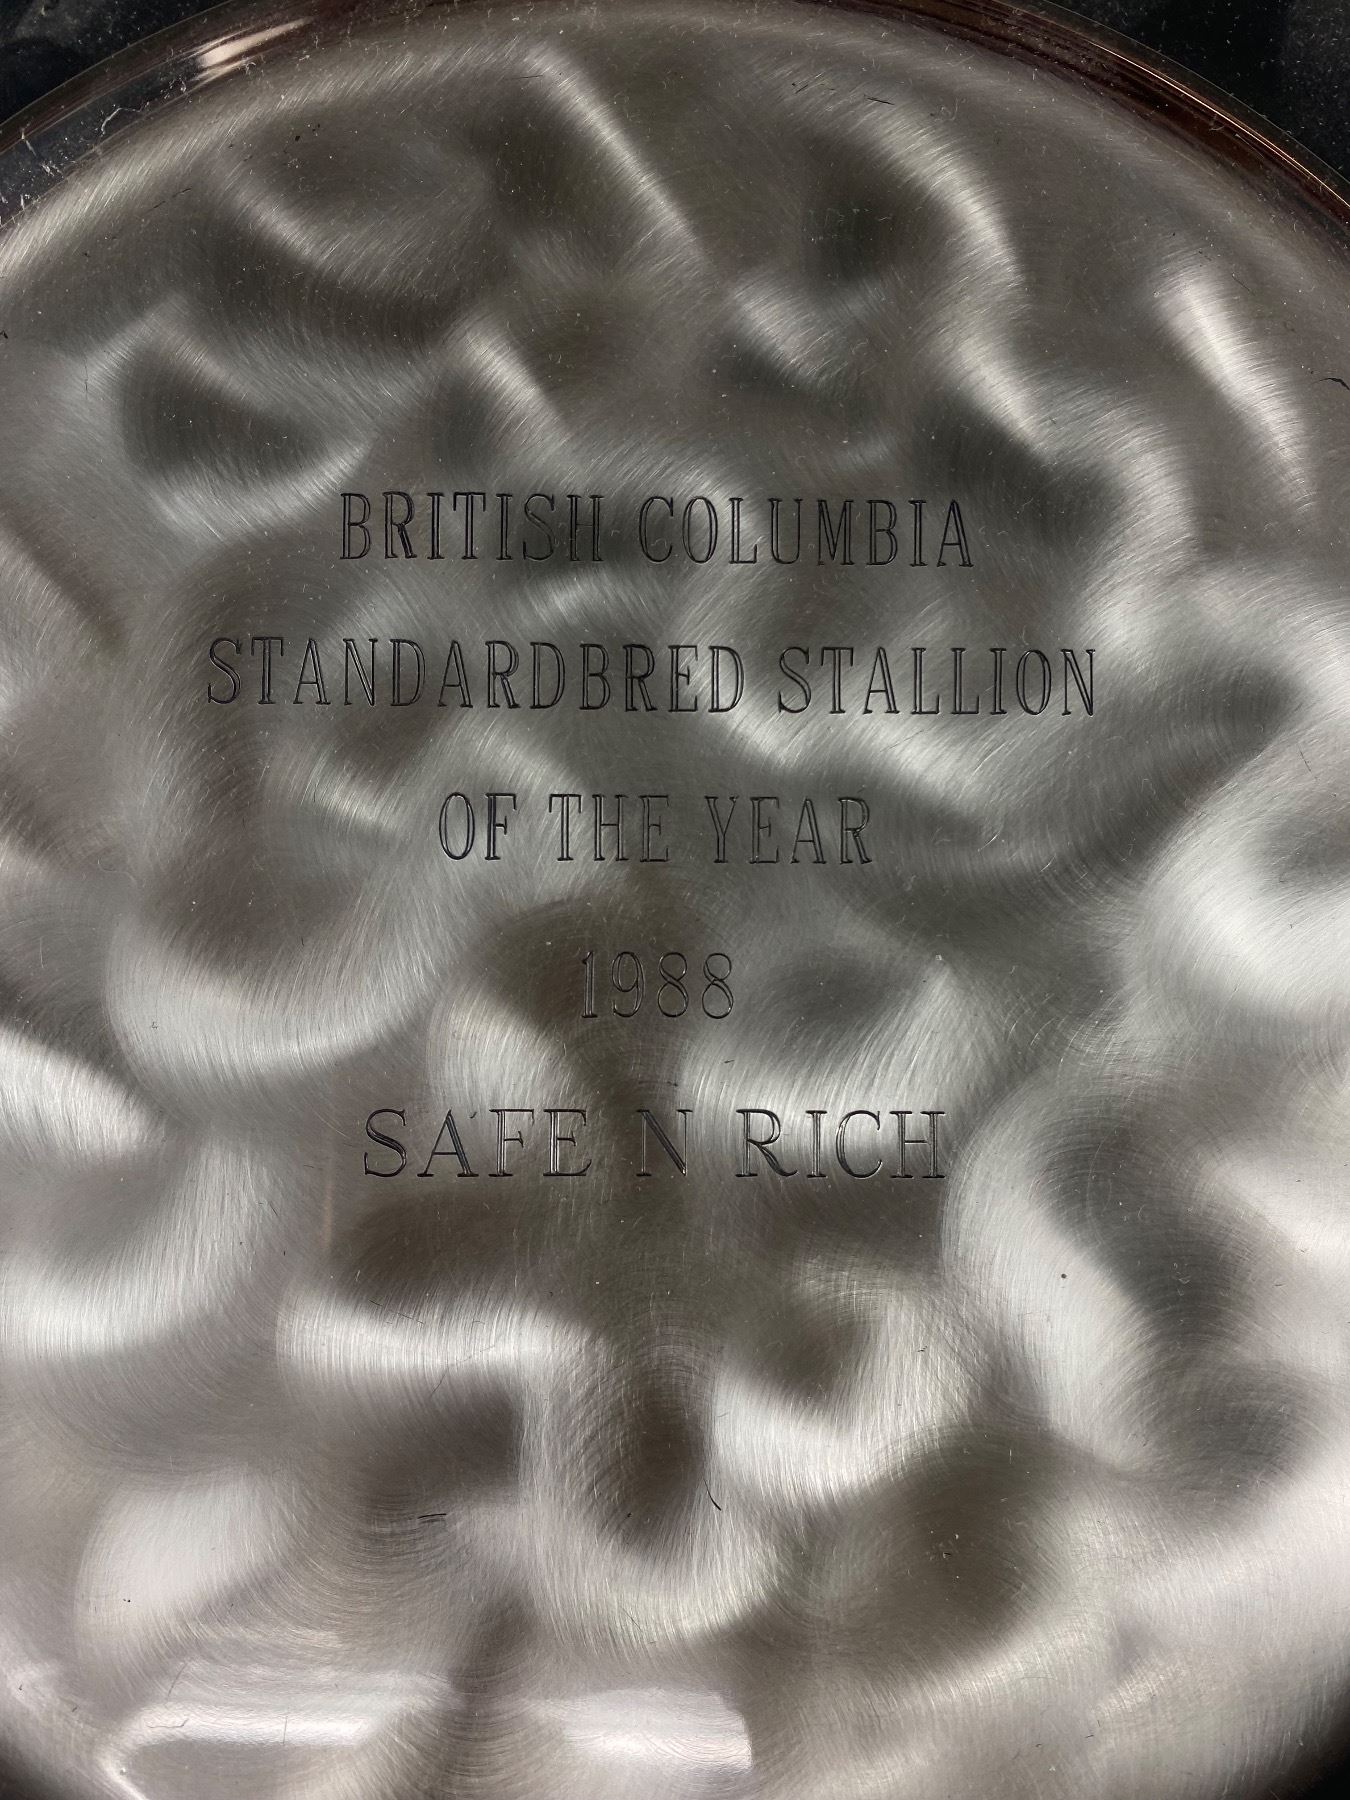 BRITISH COLUMBIA
STANDARDBRED STALLION
OF THE YEAR
1988
SAFE N RICH